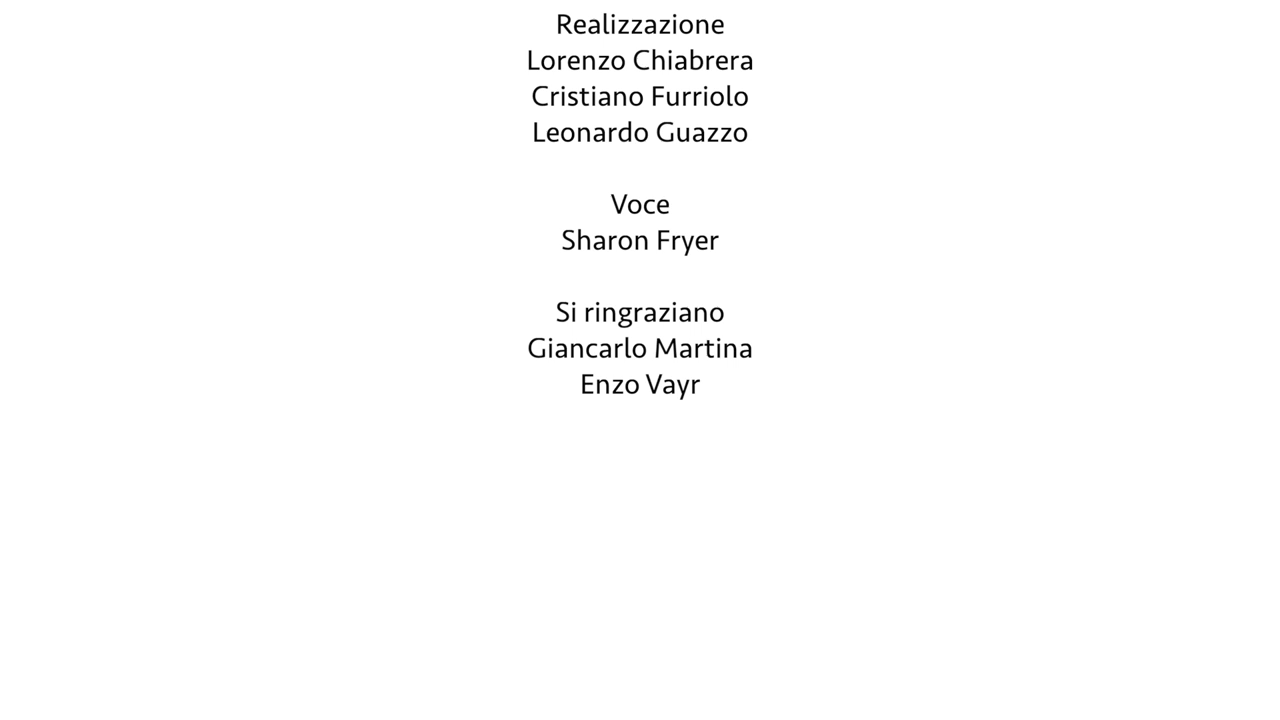 Realizzazione
Lorenzo Chiabrera
Cristiano Furriolo
Leonardo Guazzo
Voce
Sharon Fryer
Si ringraziano
Giancarlo Martina
Enzo Vayr